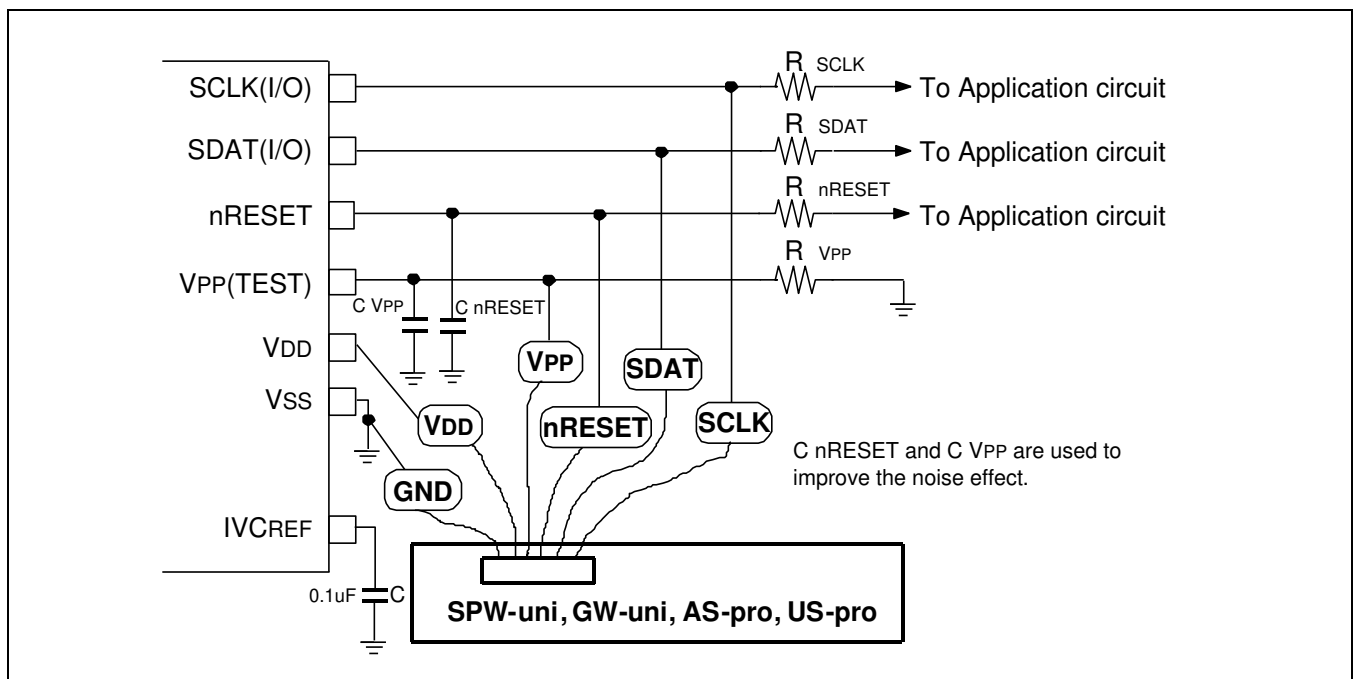 SCLK(I/O)
R SCLK
To Application circuit
SDAT(I/O)
R SDAT
To Application circuit
nRESET
R nRESET
To Application circuit
VPP(TEST)
R VPP
C VPP
C nRESET
VDD
VSS
VPP
SDAT
VDD
nRESET
SCLK
GND
C nRESET and C VPP are used to
improve the noise effect.
IVCREF
0.1uF C
SPW-uni, GW-uni, AS-pro, US-pro